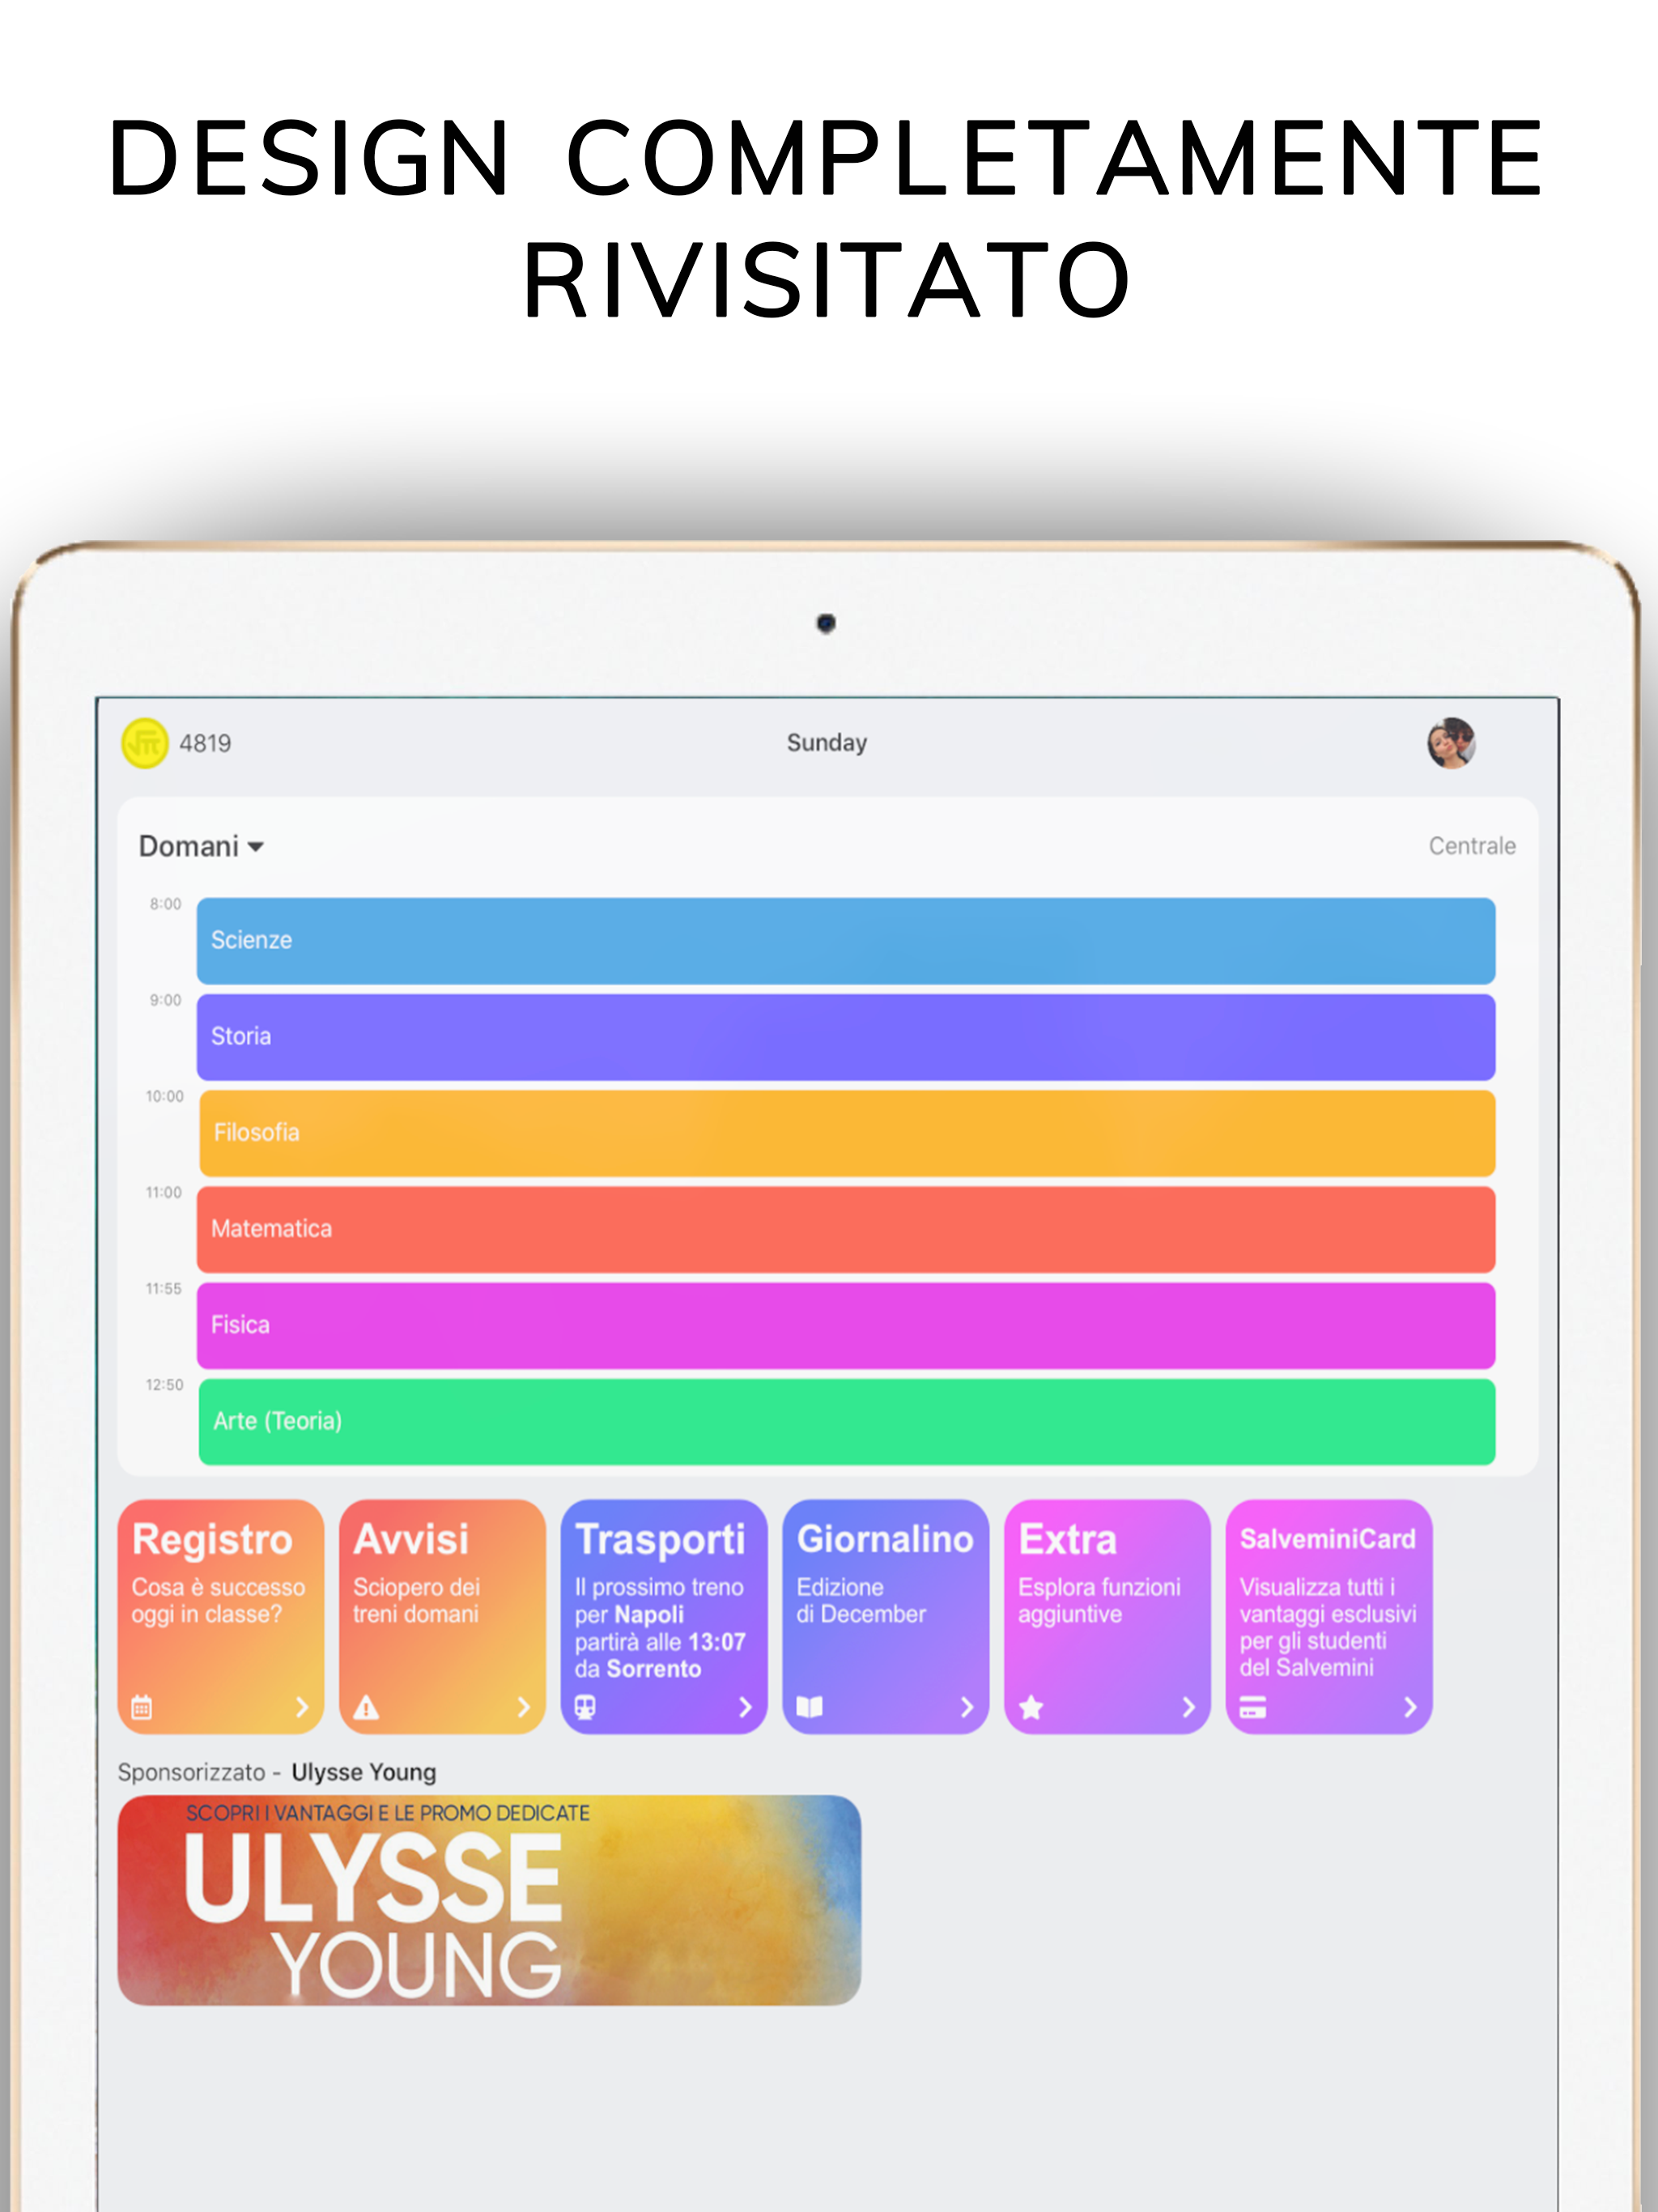 DESIGN COMPLETAMENTE
RIVISITATO
4819
Sunday
Domani
Centrale
8:00
Scienze
9:00
Storia
10:00
Filosofia
11:00
Matematica
11:55
Fisica
12:50
Arte (Teoria)
Registro
Cosa è successo
oggi in classe?
Avvisi
Sciopero dei
treni domani
Trasporti
Il prossimo treno
per Napoli
partirà alle 13:07
da Sorrento
Giornalino
Edizione
di December
Extra
Esplora funzioni
aggiuntive
SalveminiCard
Visualizza tutti i
vantaggi esclusivi
per gli studenti
del Salvemini
Sponsorizzato - Ulysse Young
SCOPRI I VANTAGGI E LE PROMO DEDICATE
ULYSSE
YOUNG